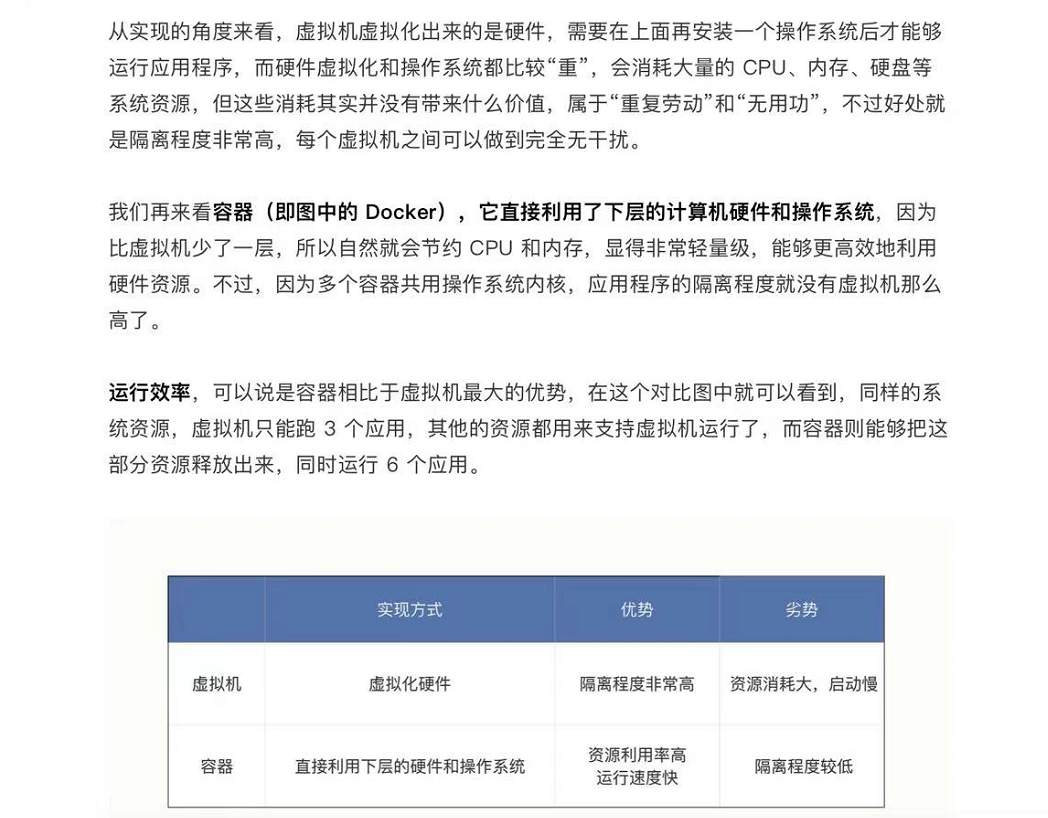 从实现的角度来看，虚拟机虚拟化出来的是硬件，需要在上面再安装一个操作系统后才能够
运行应用程序，而硬件虚拟化和操作系统都比较“重”，会消耗大量的 CPU、内存、硬盘等
系统资源，但这些消耗其实并没有带来什么价值，属于“重复劳动”和“无用功”，不过好处就
是隔离程度非常高，每个虚拟机之间可以做到完全无干扰。
我们再来看容器（即图中的 Docker），它直接利用了下层的计算机硬件和操作系统，因为
比虚拟机少了一层，所以自然就会节约 CPU 和内存，显得非常轻量级，能够更高效地利用
硬件资源。不过，因为多个容器共用操作系统内核，应用程序的隔离程度就没有虚拟机那么
高了。
运行效率，可以说是容器相比于虚拟机最大的优势，在这个对比图中就可以看到，同样的系
统资源，虚拟机只能跑 3 个应用，其他的资源都用来支持虚拟机运行了，而容器则能够把这
部分资源释放出来，同时运行 6 个应用。
实现方式 优势 劣势
虚拟机 虚拟化硬件 隔离程度非常高 资源消耗大，启动慢
容器 直接利用下层的硬件和操作系统 资源利用率高 隔离程度较低
运行速度快